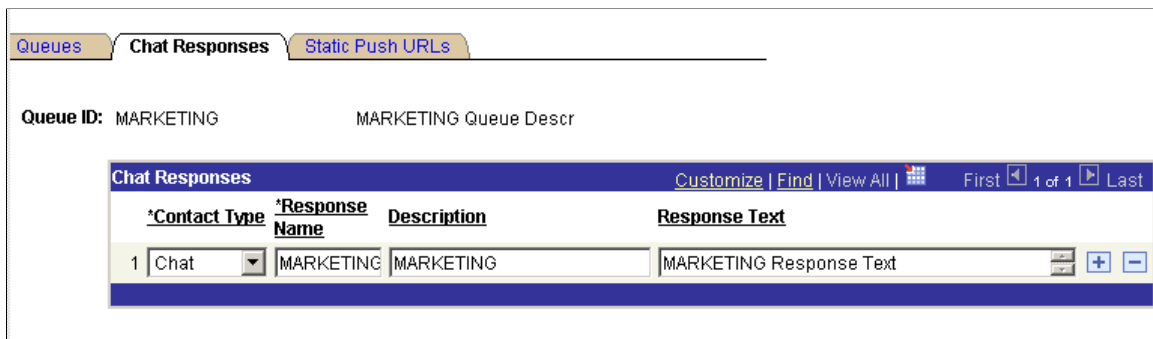 Queues Chat Responses Static Push URLs
Queue ID: MARKETING MARKETING Queue Descr
Chat Responses Customize | Find | View All | First 1 of 1 Last
*Contact Type *Response Name Description Response Text
1 Chat MARKETING MARKETING MARKETING Response Text